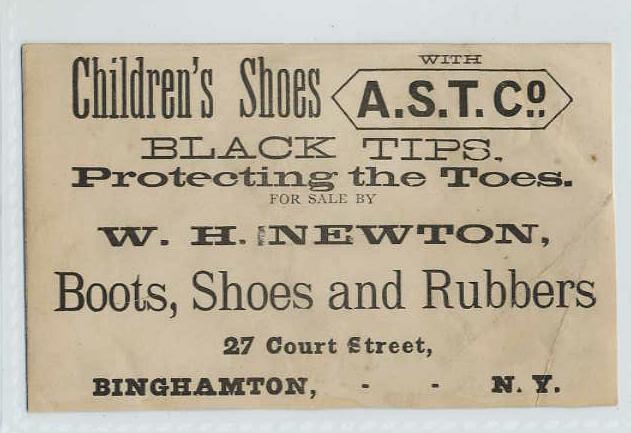 Children's Shoes WITH A.S.T. Co.
BLACK TIPS,
Protecting the Toes.
FOR SALE BY
W. H. NEWTON,
Boots, Shoes and Rubbers
27 Court Street,
BINGHAMTON, - - N. Y.